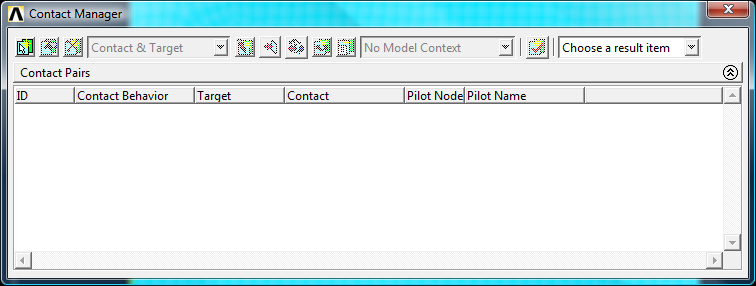 Contact Manager
Contact & Target No Model Context Choose a result item
Contact Pairs
ID Contact Behavior Target Contact Pilot Node Pilot Name